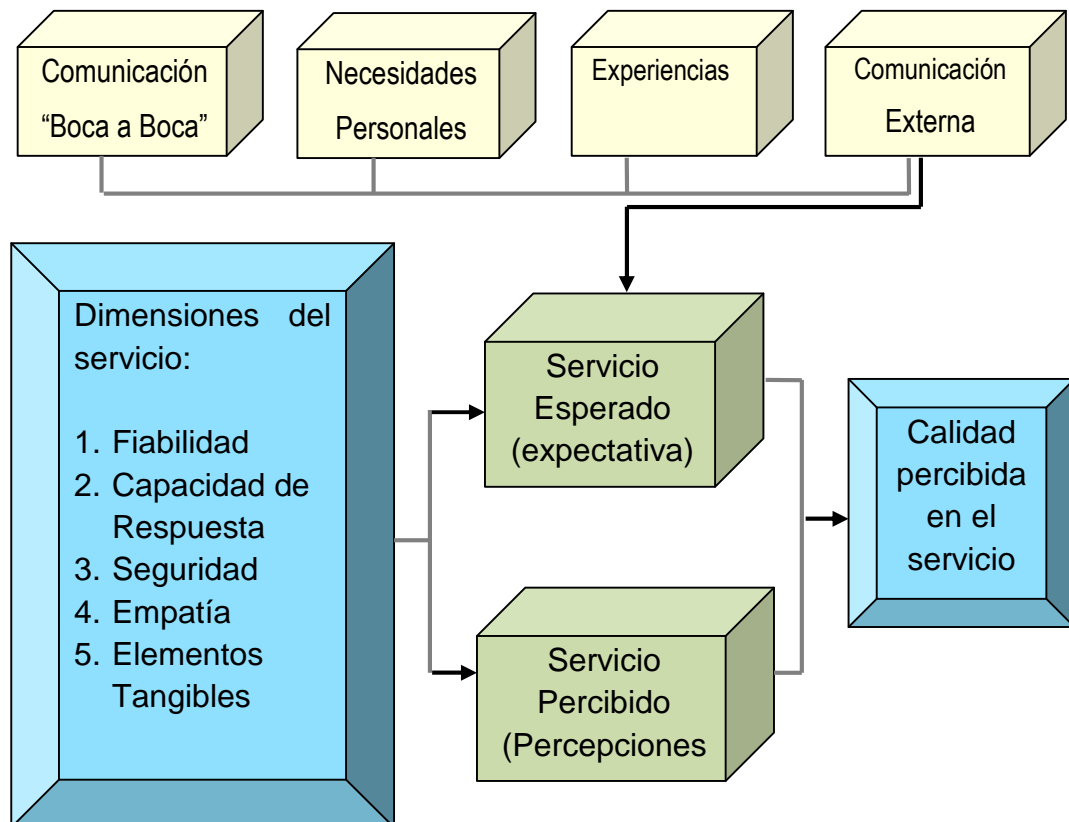 Comunicación
“Boca a Boca”
Necesidades
Personales
Experiencias
Comunicación
Externa
Dimensiones del
servicio:
1. Fiabilidad
2. Capacidad de
Respuesta
3. Seguridad
4. Empatía
5. Elementos
Tangibles
Servicio
Esperado
(expectativa)
Servicio
Percibido
(Percepciones
Calidad
percibida
en el
servicio